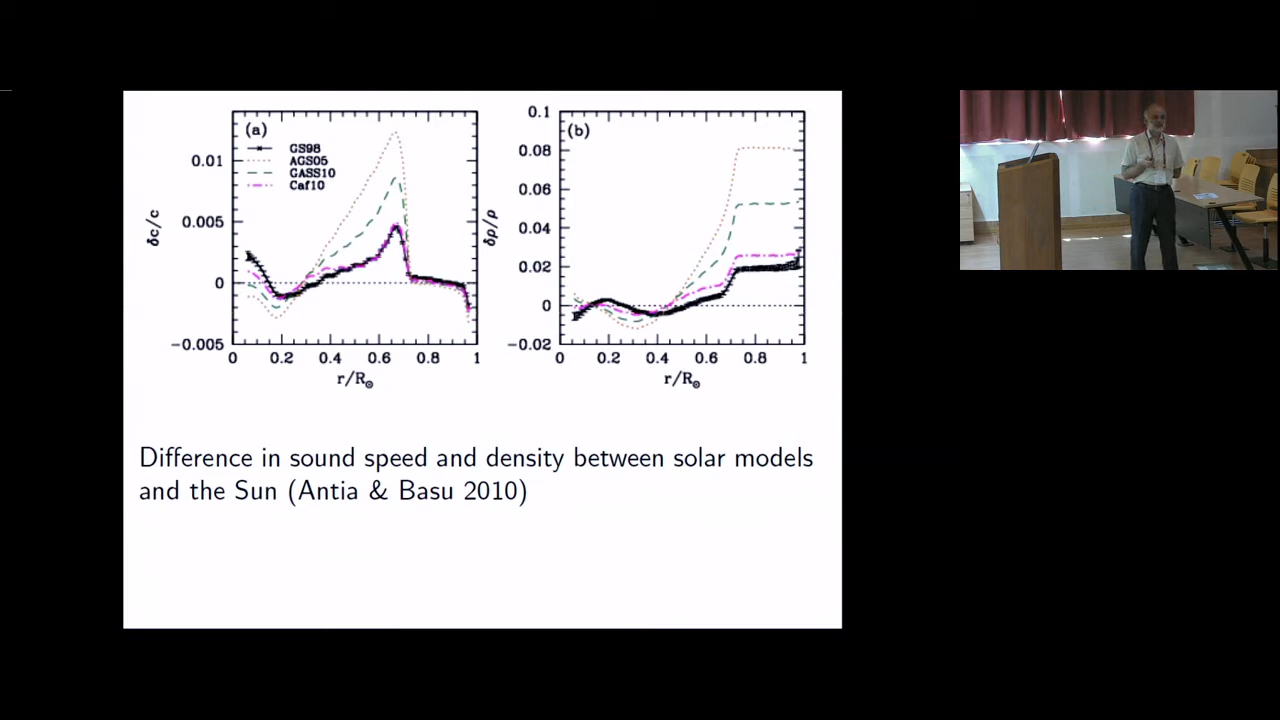 (a)
GS98
AGS05
GASS10
Caf10
0.01
0.005
0
−0.005
δc/c
0 0.2 0.4 0.6 0.8 1
r/R⊙
(b)
0.1
0.08
0.06
0.04
0.02
0
−0.02
δρ/ρ
0 0.2 0.4 0.6 0.8 1
r/R⊙
Difference in sound speed and density between solar models
and the Sun (Antia & Basu 2010)